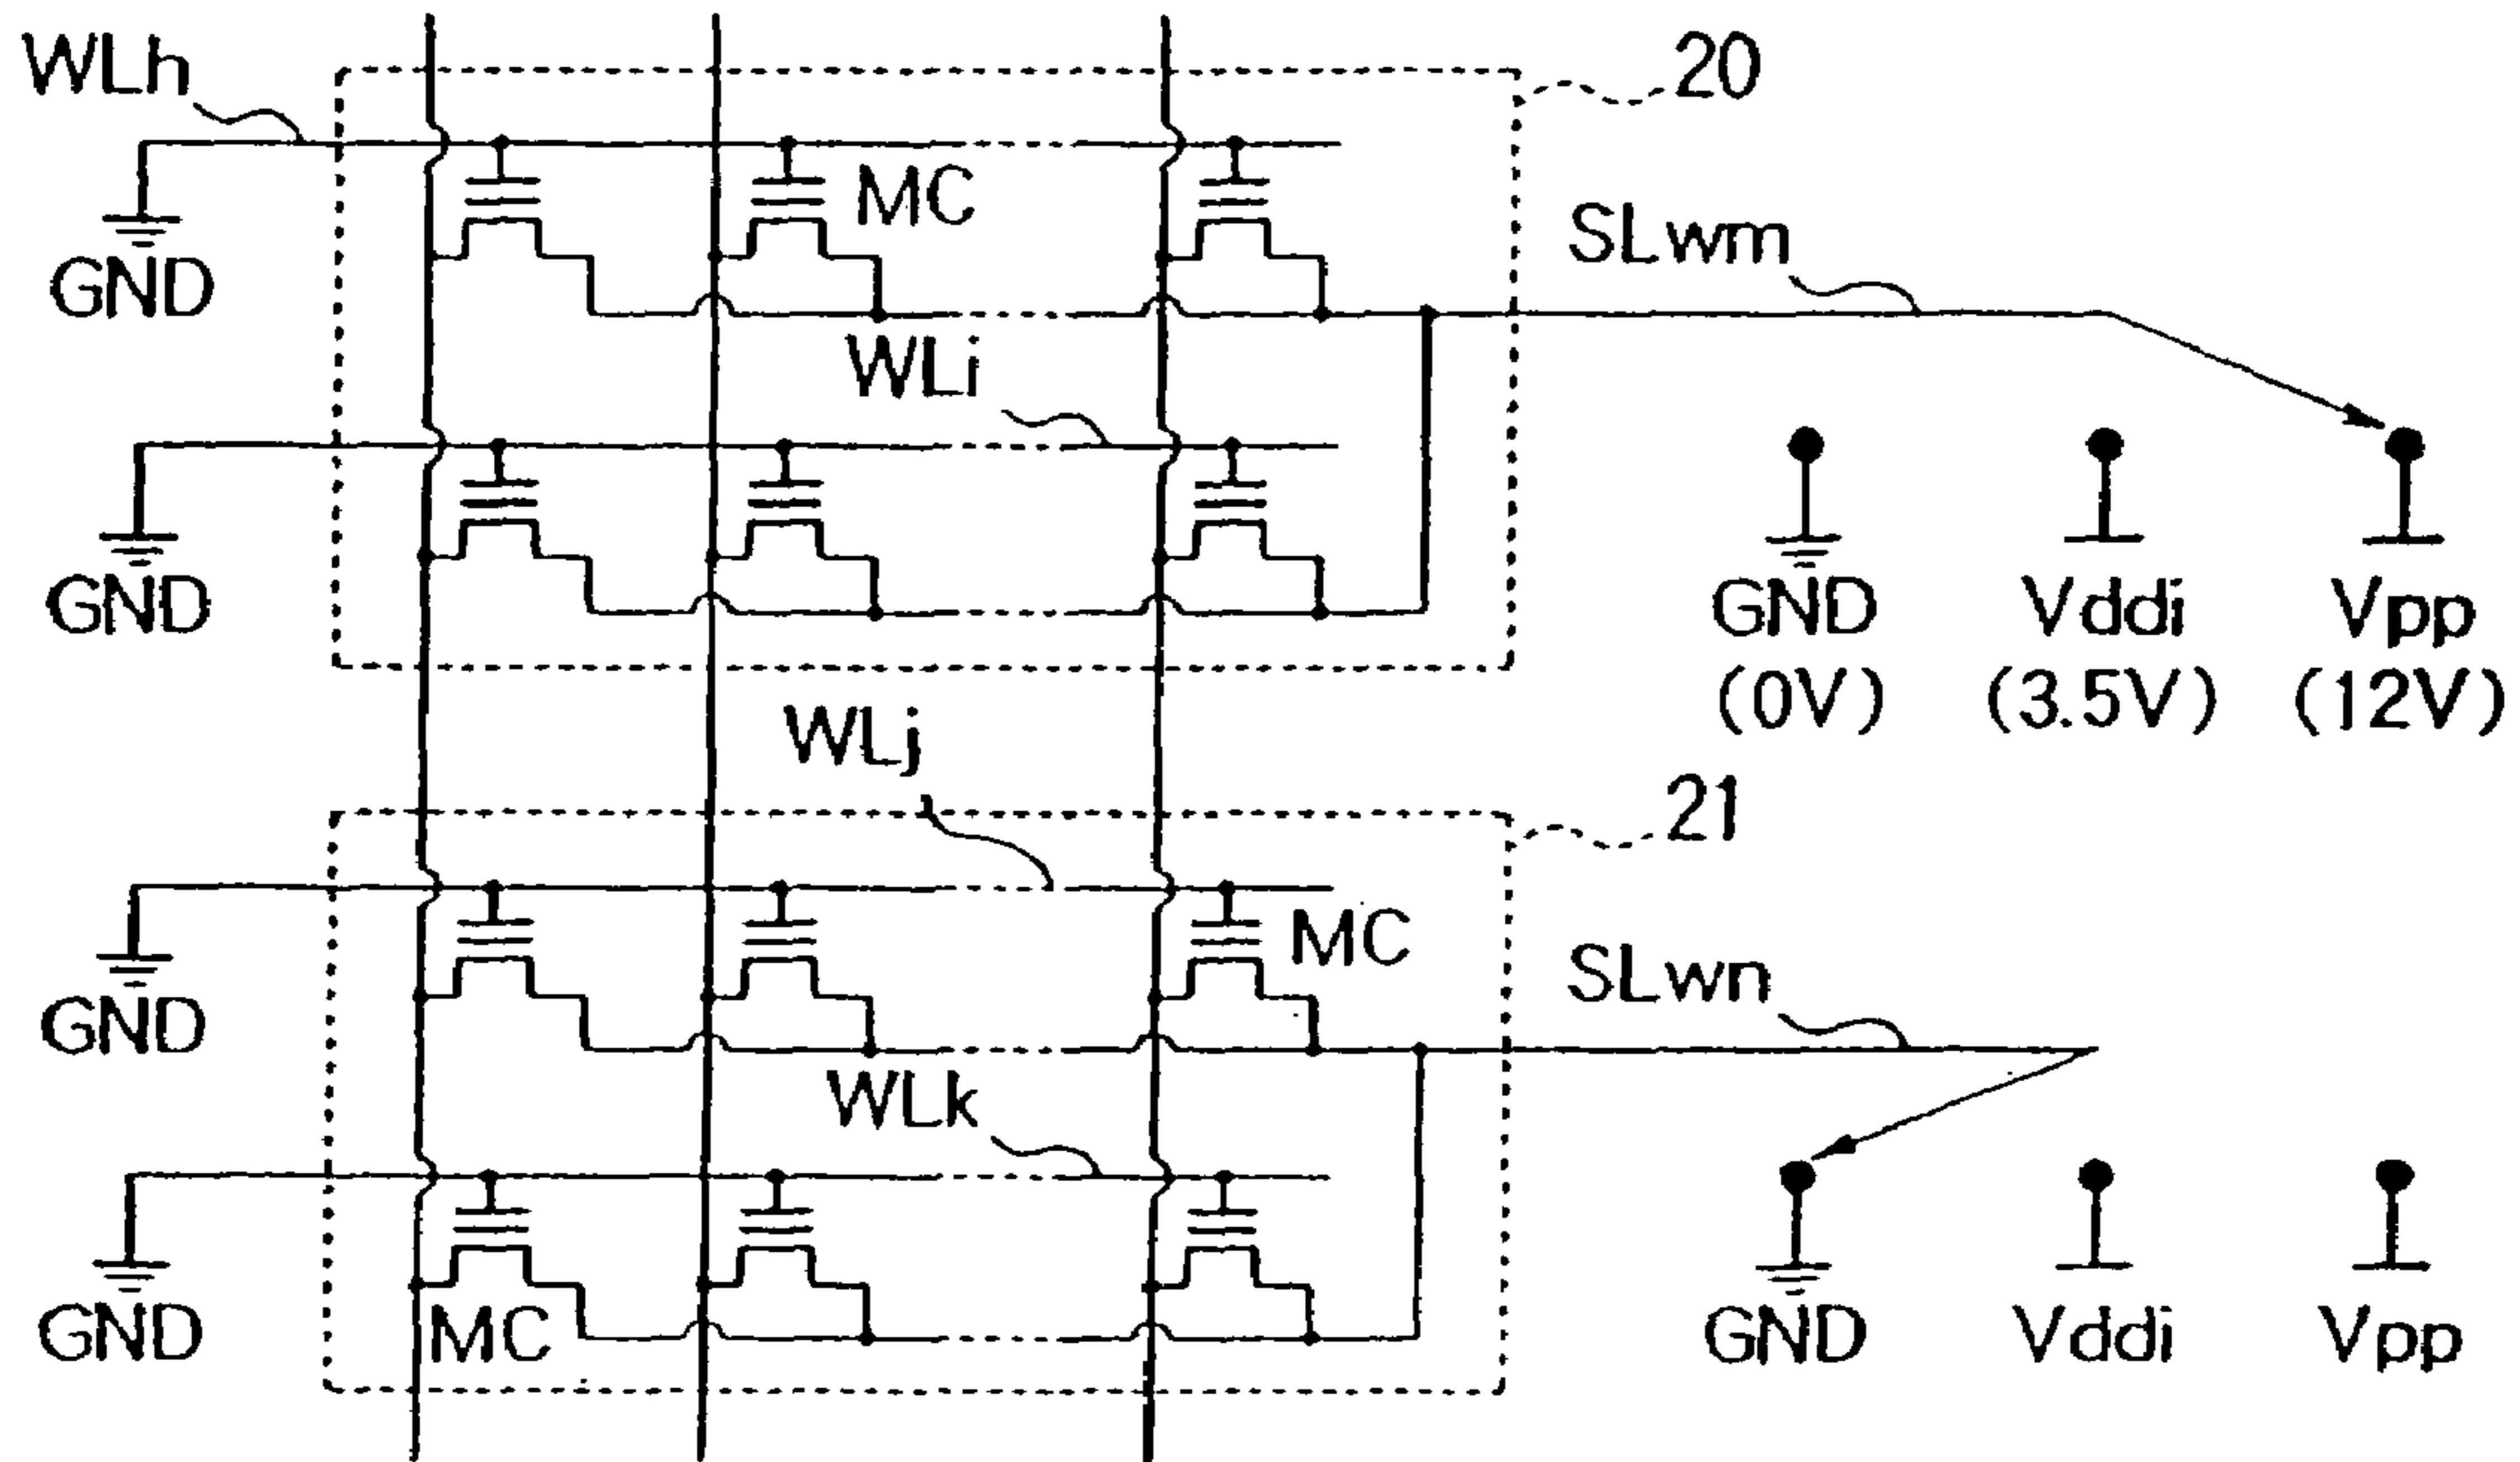 WLh
20
MC
SLwm
GND
WLi
GND
GND
Vddi
Vpp
(0V)
(3.5V)
(12V)
WLj
21
MC
SLwn
GND
WLk
GND
MC
GND
Vddi
Vpp